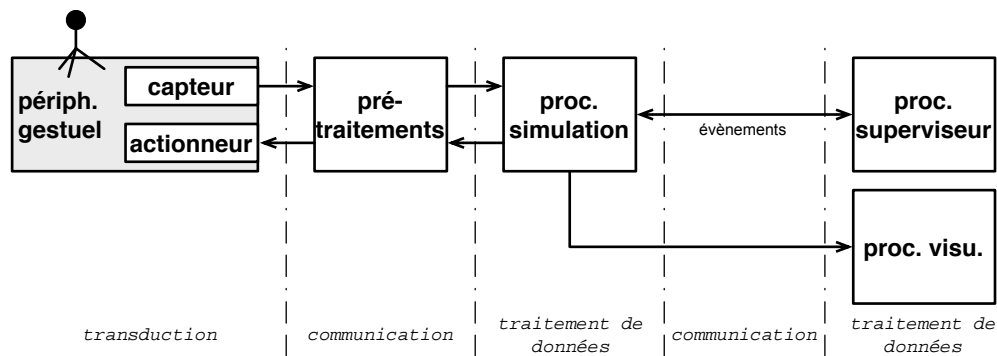 périph.
gestuel
capteur
actionneur
pré-
traitements
proc.
simulation
évènements
proc.
superviseur
proc. visu.
transduction
communication
traitement de
données
communication
traitement de
données